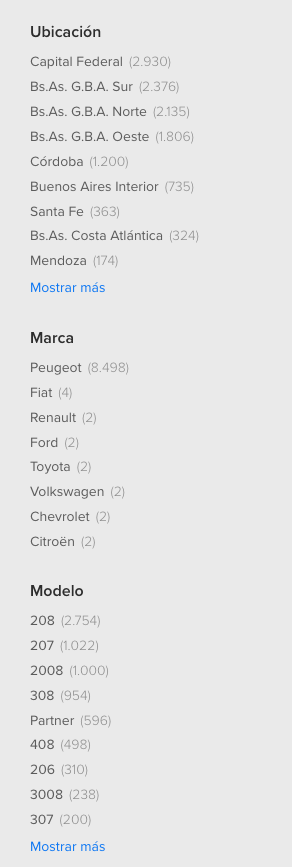 Ubicación
Capital Federal (2.930)
Bs.As. G.B.A. Sur (2.376)
Bs.As. G.B.A. Norte (2.135)
Bs.As. G.B.A. Oeste (1.806)
Córdoba (1.200)
Buenos Aires Interior (735)
Santa Fe (363)
Bs.As. Costa Atlántica (324)
Mendoza (174)
Mostrar más
Marca
Peugeot (8.498)
Fiat (4)
Renault (2)
Ford (2)
Toyota (2)
Volkswagen (2)
Chevrolet (2)
Citroën (2)
Modelo
208 (2.754)
207 (1.022)
2008 (1.000)
308 (954)
Partner (596)
408 (498)
206 (310)
3008 (238)
307 (200)
Mostrar más